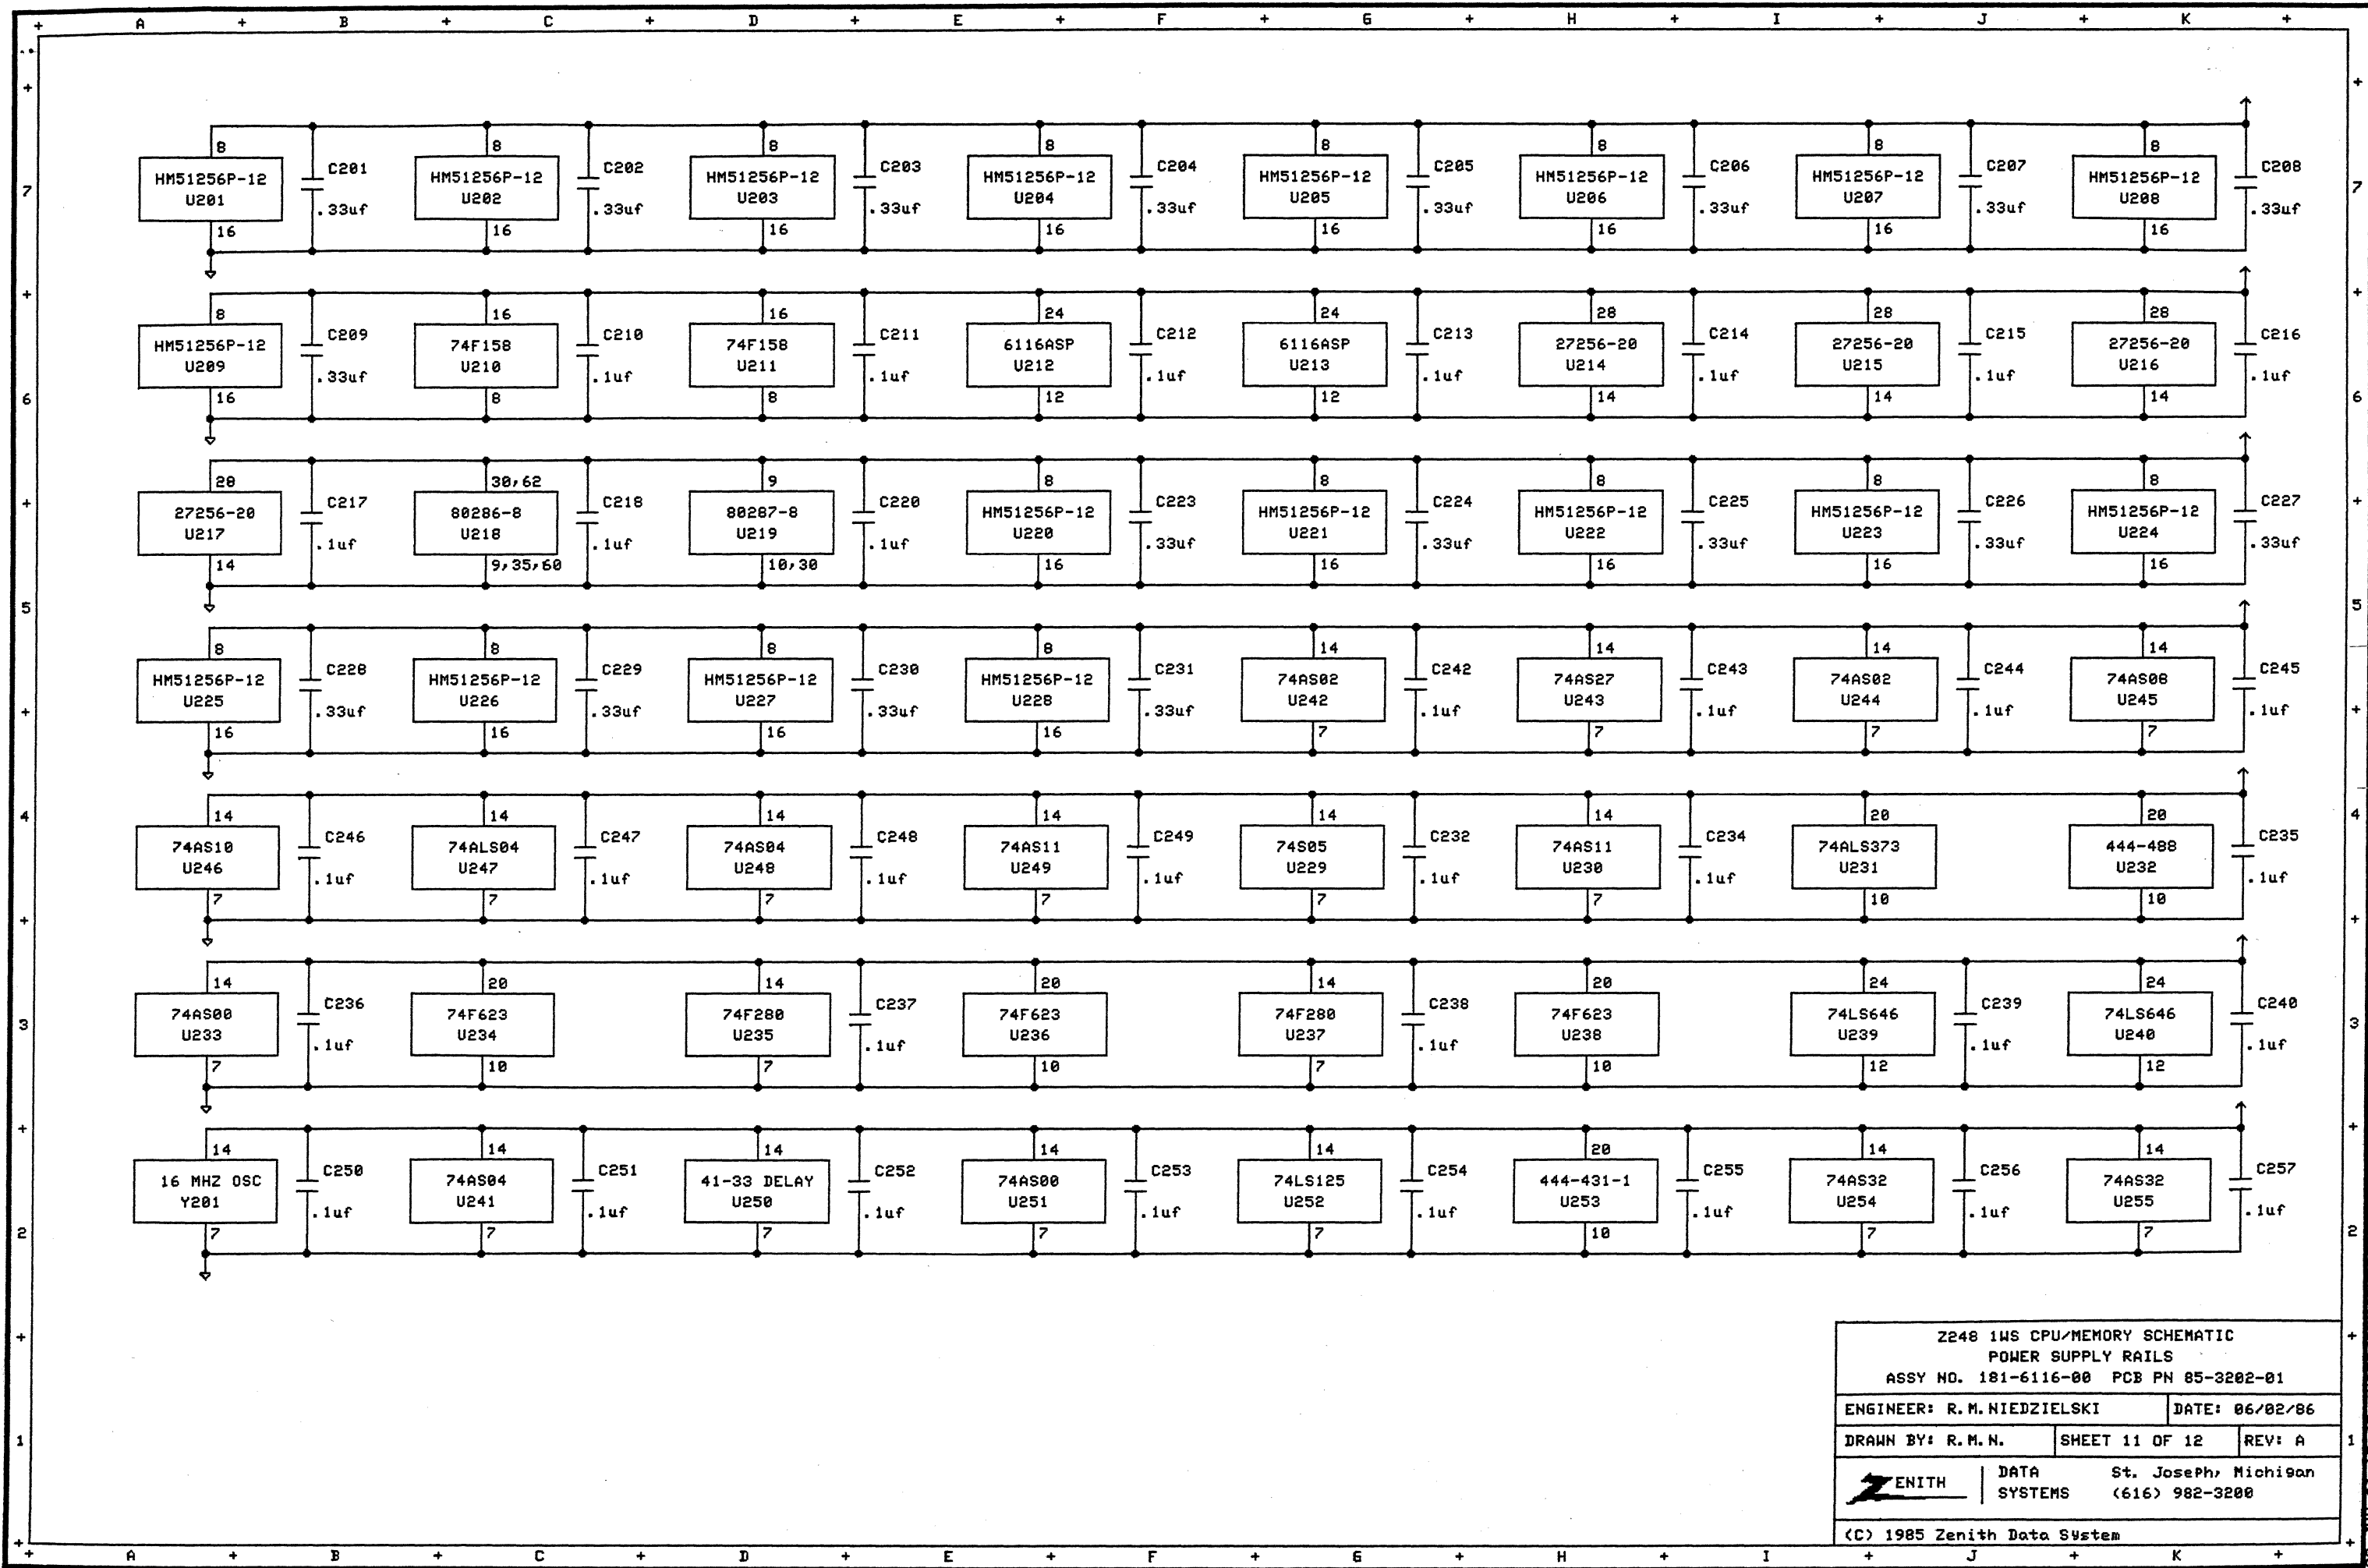 + A + B + C + D + E + F + G + H + I + J + K +
8 8 8 8 8 8 8 8
C201 C202 C203 C204 C205 C206 C207 C208
HM51256P-12 HM51256P-12 HM51256P-12 HM51256P-12 HM51256P-12 HM51256P-12 HM51256P-12 HM51256P-12
7 U201 U202 U203 U204 U205 U206 U207 U208 7
.33uf .33uf .33uf .33uf .33uf .33uf .33uf .33uf
16 16 16 16 16 16 16 16
8 16 16 24 24 28 28 28
C209 C210 C211 C212 C213 C214 C215 C216
HM51256P-12 74F158 74F158 6116ASP 6116ASP 27256-20 27256-20 27256-20
U209 U210 U211 U212 U213 U214 U215 U216
.33uf .1uf .1uf .1uf .1uf .1uf .1uf .1uf
6 16 8 8 12 12 14 14 14 6
28 30,62 9 8 8 8 8 8
C217 C218 C220 C223 C224 C225 C226 C227
27256-20 80286-8 80287-8 HM51256P-12 HM51256P-12 HM51256P-12 HM51256P-12 HM51256P-12
U217 U218 U219 U220 U221 U222 U223 U224
.1uf .1uf .1uf .33uf .33uf .33uf .33uf .33uf
14 9,35,60 10,30 16 16 16 16 16
5 5
8 8 8 8 14 14 14 14
C228 C229 C230 C231 C242 C243 C244 C245
HM51256P-12 HM51256P-12 HM51256P-12 HM51256P-12 74AS02 74AS27 74AS02 74AS08
U225 U226 U227 U228 U242 U243 U244 U245
.33uf .33uf .33uf .33uf .1uf .1uf .1uf .1uf
16 16 16 16 7 7 7 7
4 14 14 14 14 14 14 20 20 4
C246 C247 C248 C249 C232 C234 C235
74AS10 74ALS04 74AS04 74AS11 74S05 74AS11 74ALS373 444-488
U246 U247 U248 U249 U229 U230 U231 U232
.1uf .1uf .1uf .1uf .1uf .1uf .1uf
7 7 7 7 7 7 10 10
14 20 14 20 14 20 24 24
C236 C237 C238 C239 C240
74AS00 74F623 74F280 74F623 74F280 74F623 74LS646 74LS646
3 U233 U234 U235 U236 U237 U238 U239 U240 3
.1uf .1uf .1uf .1uf .1uf
7 10 7 10 7 10 12 12
14 14 14 14 14 20 14 14
C250 C251 C252 C253 C254 C255 C256 C257
16 MHZ OSC 74AS04 41-33 DELAY 74AS00 74LS125 444-431-1 74AS32 74AS32
Y201 U241 U250 U251 U252 U253 U254 U255
.1uf .1uf .1uf .1uf .1uf .1uf .1uf .1uf
2 7 7 7 7 7 10 7 7 2
Z248 1WS CPU/MEMORY SCHEMATIC
POWER SUPPLY RAILS
ASSY NO. 181-6116-00 PCB PN 85-3202-01
ENGINEER: R.M.NIEDZIELSKI DATE: 06/02/86
1 DRAWN BY: R.M.N. SHEET 11 OF 12 REV: A 1
ZENITH DATA SYSTEMS St. Joseph, Michigan
(616) 982-3200
(C) 1985 Zenith Data System
+ A + B + C + D + E + F + G + H + I + J + K +